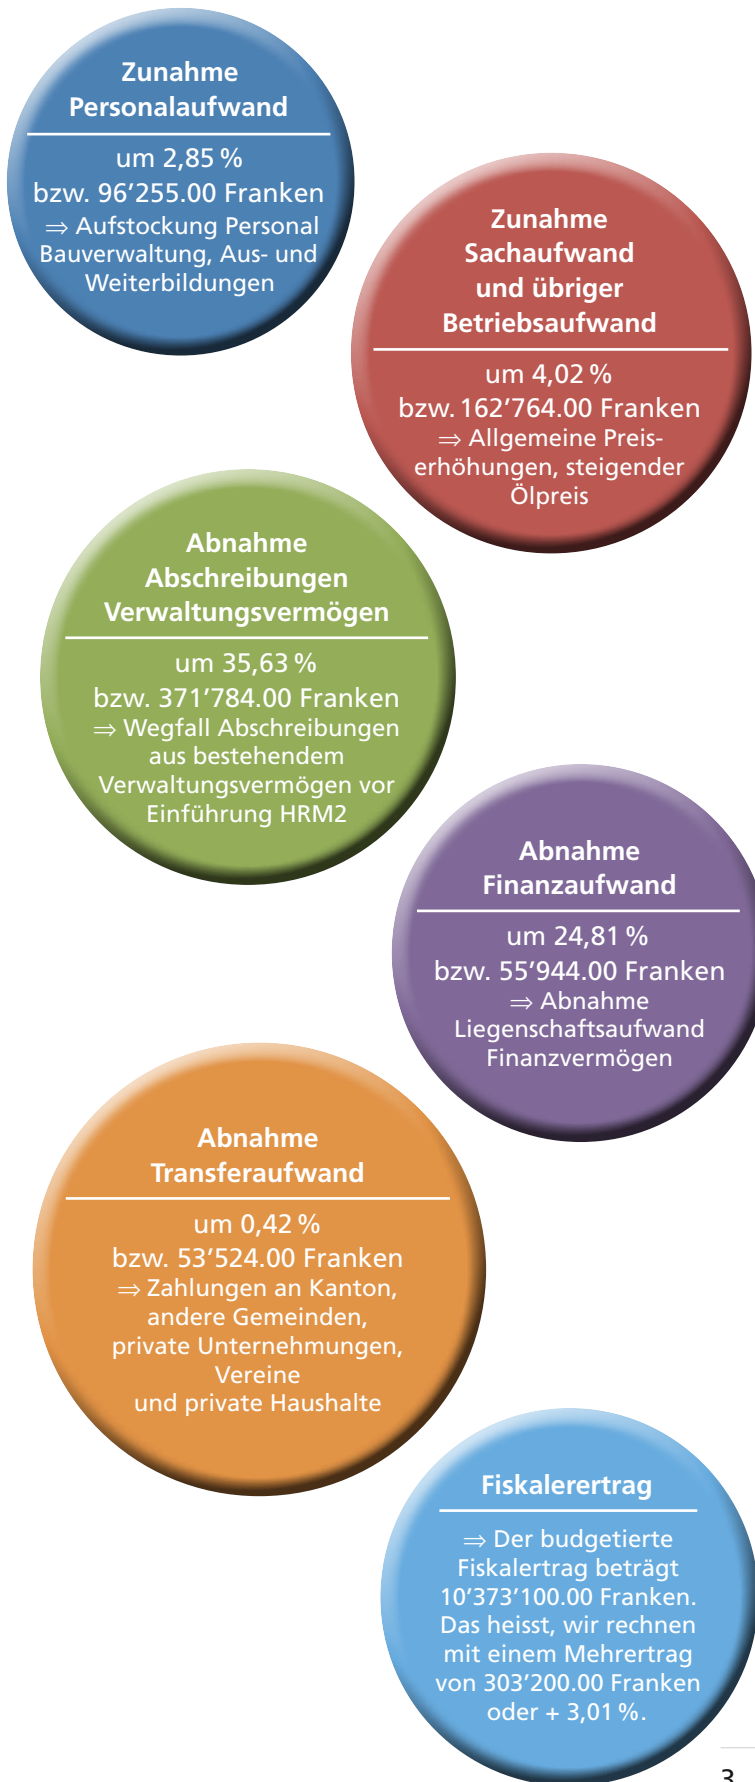 Zunahme
Personalaufwand
um 2,85 %
bzw. 96’255.00 Franken
⇒ Aufstockung Personal
Bauverwaltung, Aus- und
Weiterbildungen
Zunahme
Sachaufwand
und übriger
Betriebsaufwand
um 4,02 %
bzw. 162’764.00 Franken
⇒ Allgemeine Preis-
erhöhungen, steigender
Ölpreis
Abnahme
Abschreibungen
Verwaltungsvermögen
um 35,63 %
bzw. 371’784.00 Franken
⇒ Wegfall Abschreibungen
aus bestehendem
Verwaltungsvermögen vor
Einführung HRM2
Abnahme
Finanzaufwand
um 24,81 %
bzw. 55’944.00 Franken
⇒ Abnahme
Liegenschaftsaufwand
Finanzvermögen
Abnahme
Transferaufwand
um 0,42 %
bzw. 53’524.00 Franken
⇒ Zahlungen an Kanton,
andere Gemeinden,
private Unternehmungen,
Vereine
und private Haushalte
Fiskalerertrag
⇒ Der budgetierte
Fiskalertrag beträgt
10’373’100.00 Franken.
Das heisst, wir rechnen
mit einem Mehrertrag
von 303’200.00 Franken
oder + 3,01 %.
3